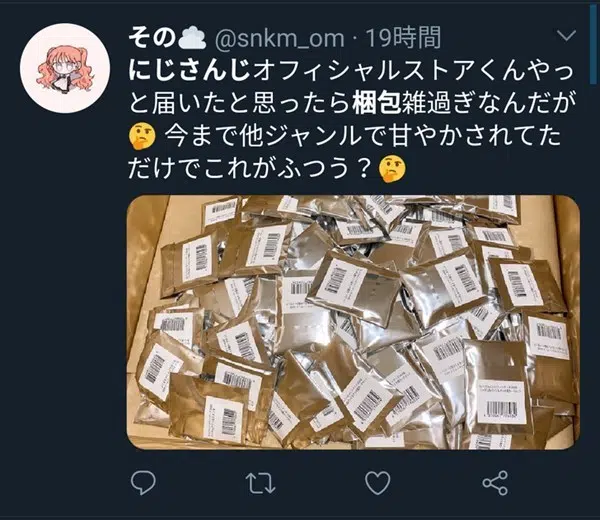 その☁ @snkm_om · 19時間
にじさんじオフィシャルストアくんやっ
と届いたと思ったら梱包雑過ぎなんだが
🤔 今まで他ジャンルで甘やかされてた
だけでこれがふつう？🤔